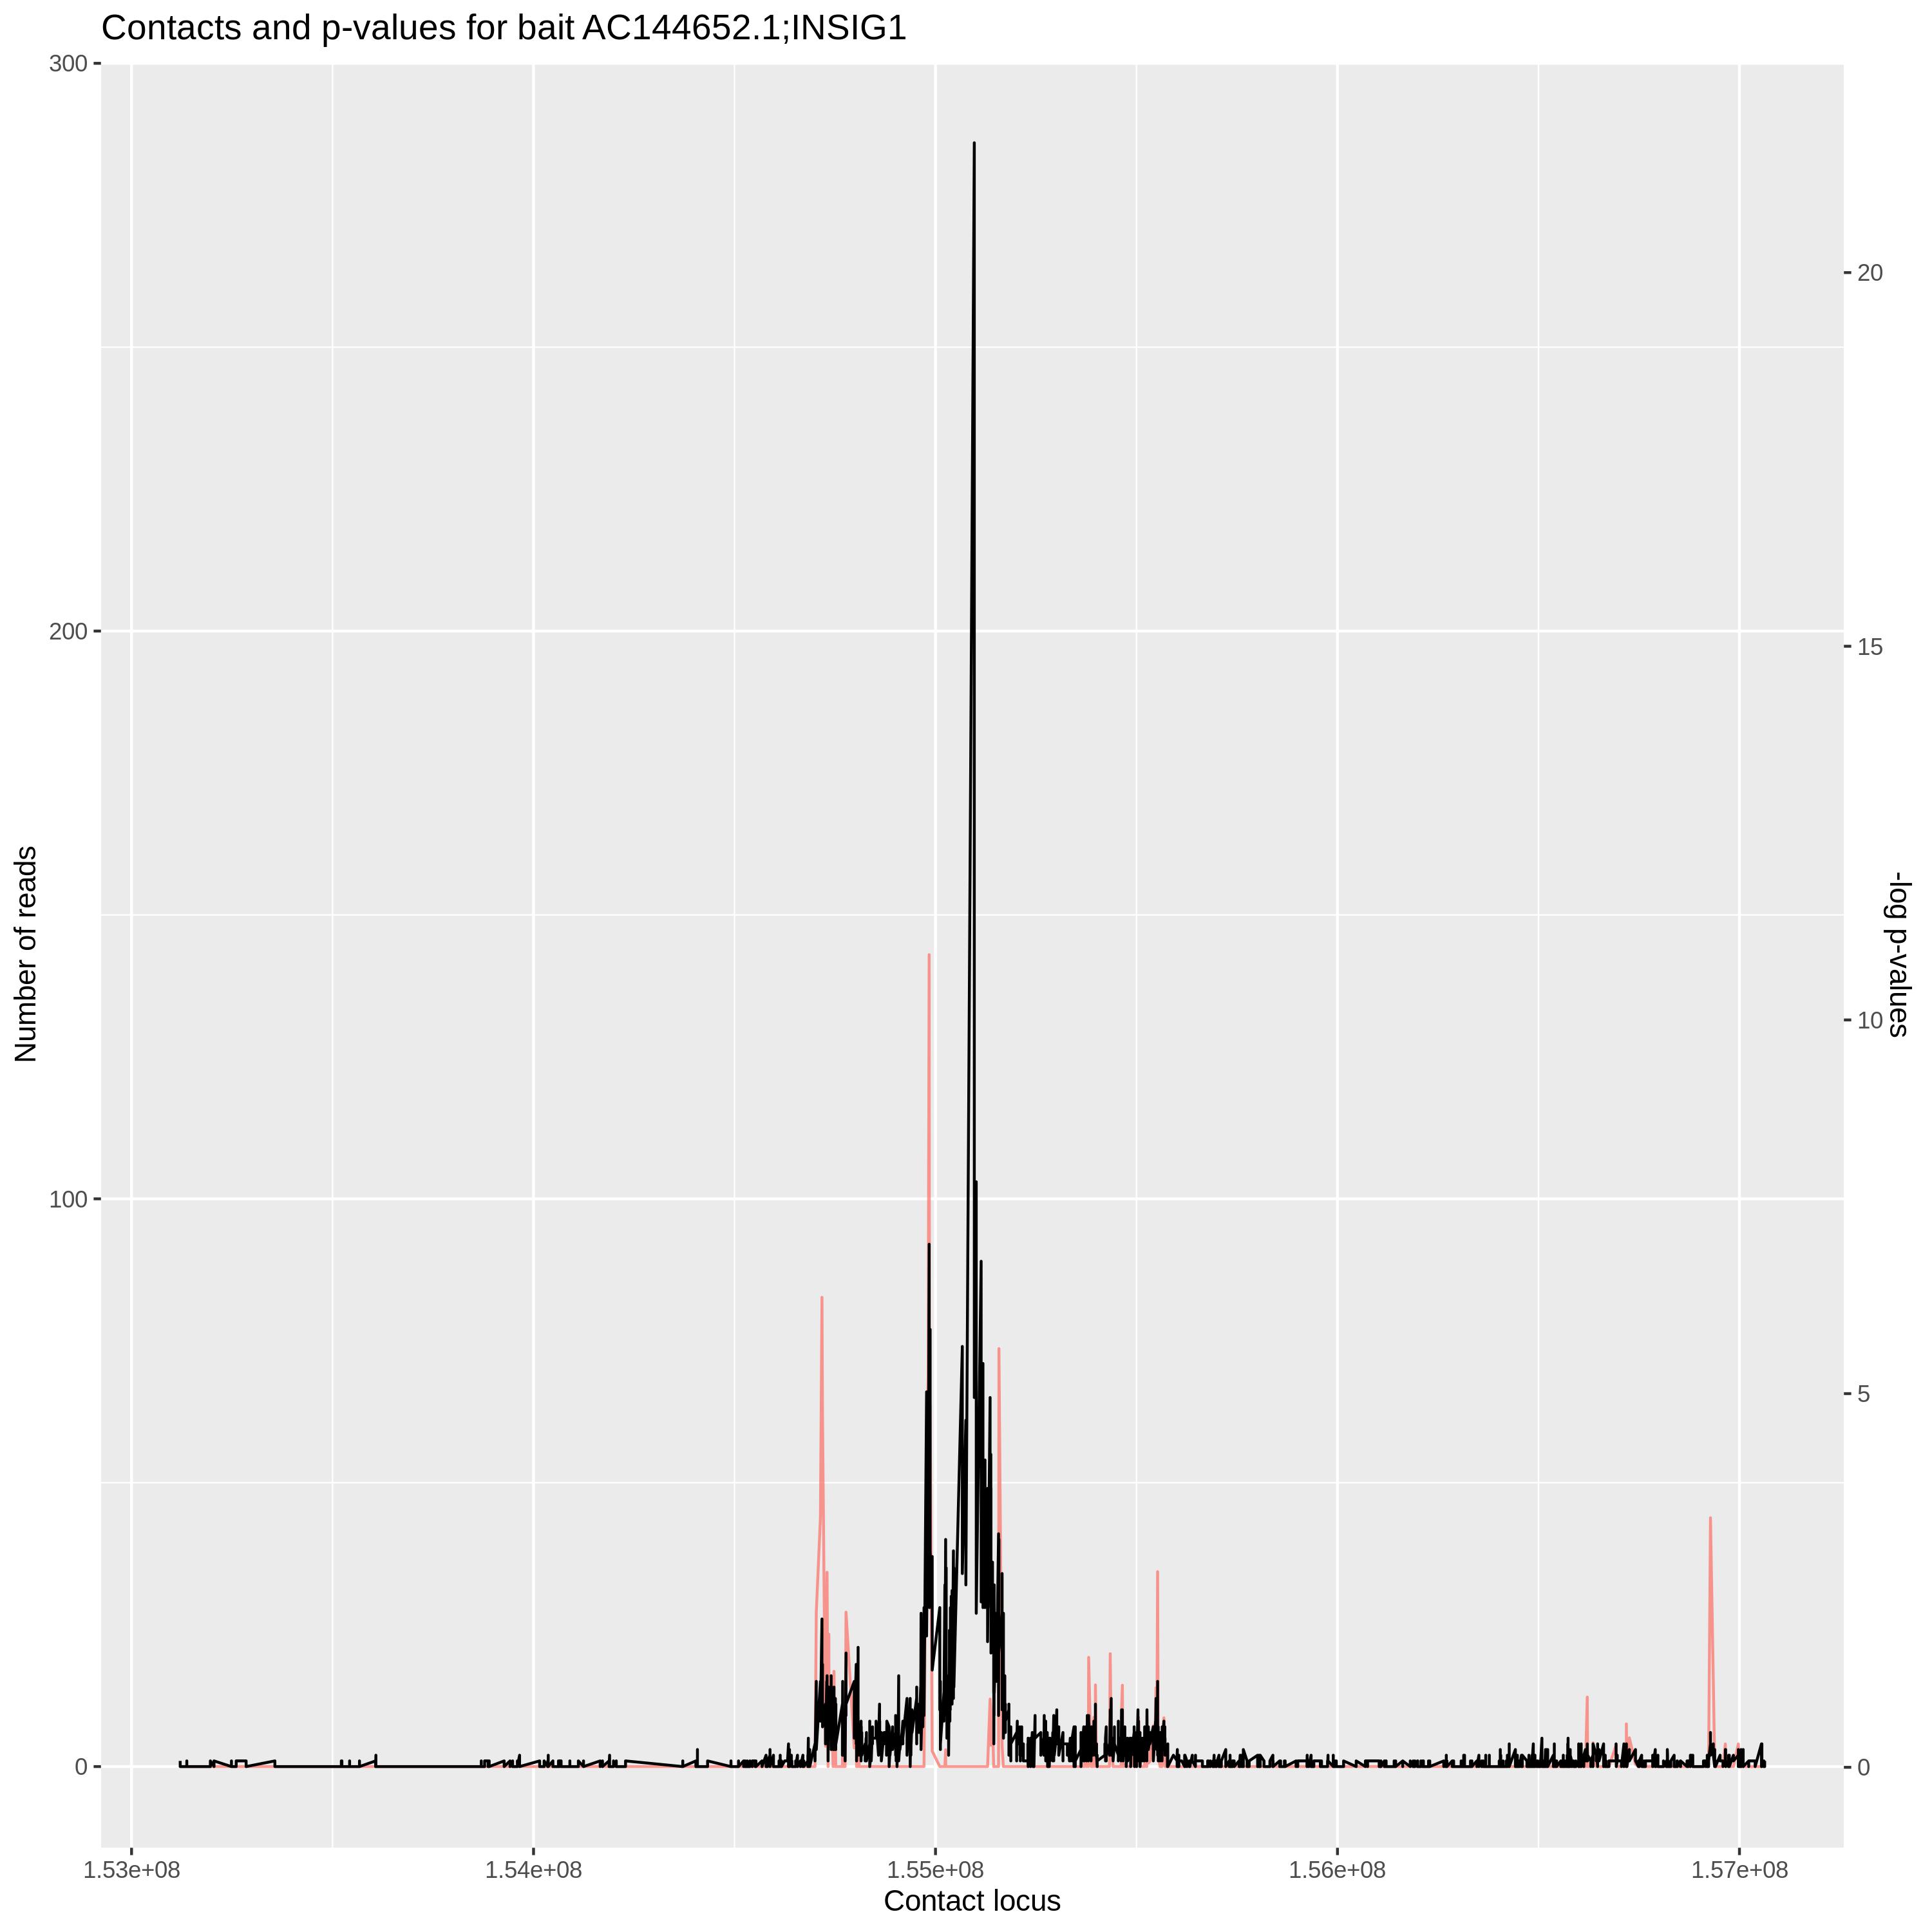 Contacts and p-values for bait AC144652.1;INSIG1
300
200
100
0
Number of reads
20
15
10
5
0
-log p-values
1.53e+08
1.54e+08
1.55e+08
1.56e+08
1.57e+08
Contact locus